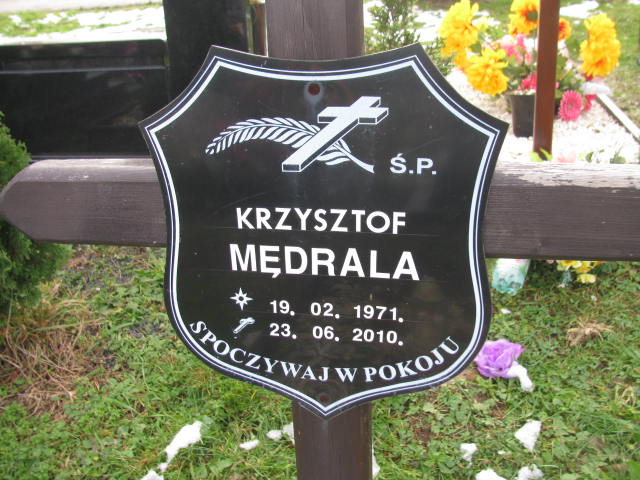 Ś.P.
KRZYSZTOF
MĘDRALA
19. 02. 1971.
23. 06. 2010.
SPOCZYWAJ W POKOJU